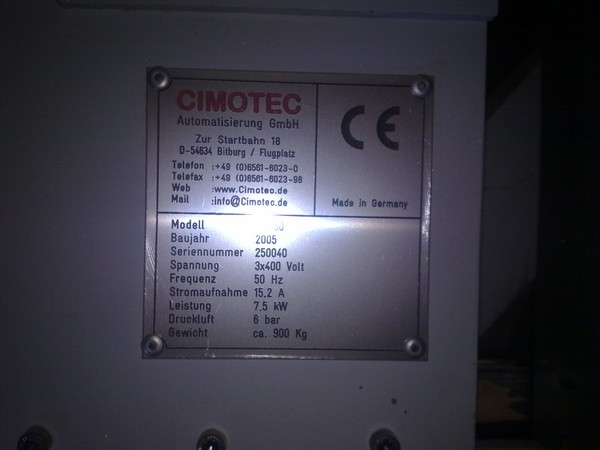 CIMOTEC
Automatisierung GmbH
Zur Startbahn 18
D-54634 Bitburg / Flugplatz
Telefon :+49 (0)6561-6023-0
Telefax :+49 (0)6561-6023-98
Web :www.Cimotec.de
Mail :info@Cimotec.de
CE
Made in Germany
Modell
Baujahr 2005
Seriennummer 250040
Spannung 3x400 Volt
Frequenz 50 Hz
Stromaufnahme 15.2 A
Leistung 7.5 kW
Druckluft 6 bar
Gewicht ca. 900 Kg